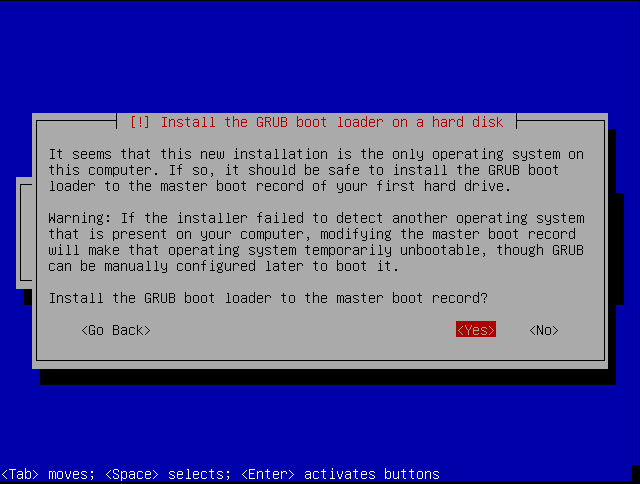 [!] Install the GRUB boot loader on a hard disk
It seems that this new installation is the only operating system on
this computer. If so, it should be safe to install the GRUB boot
loader to the master boot record of your first hard drive.
Warning: If the installer failed to detect another operating system
that is present on your computer, modifying the master boot record
will make that operating system temporarily unbootable, though GRUB
can be manually configured later to boot it.
Install the GRUB boot loader to the master boot record?
<Go Back> <Yes> <No>
<Tab> moves; <Space> selects; <Enter> activates buttons